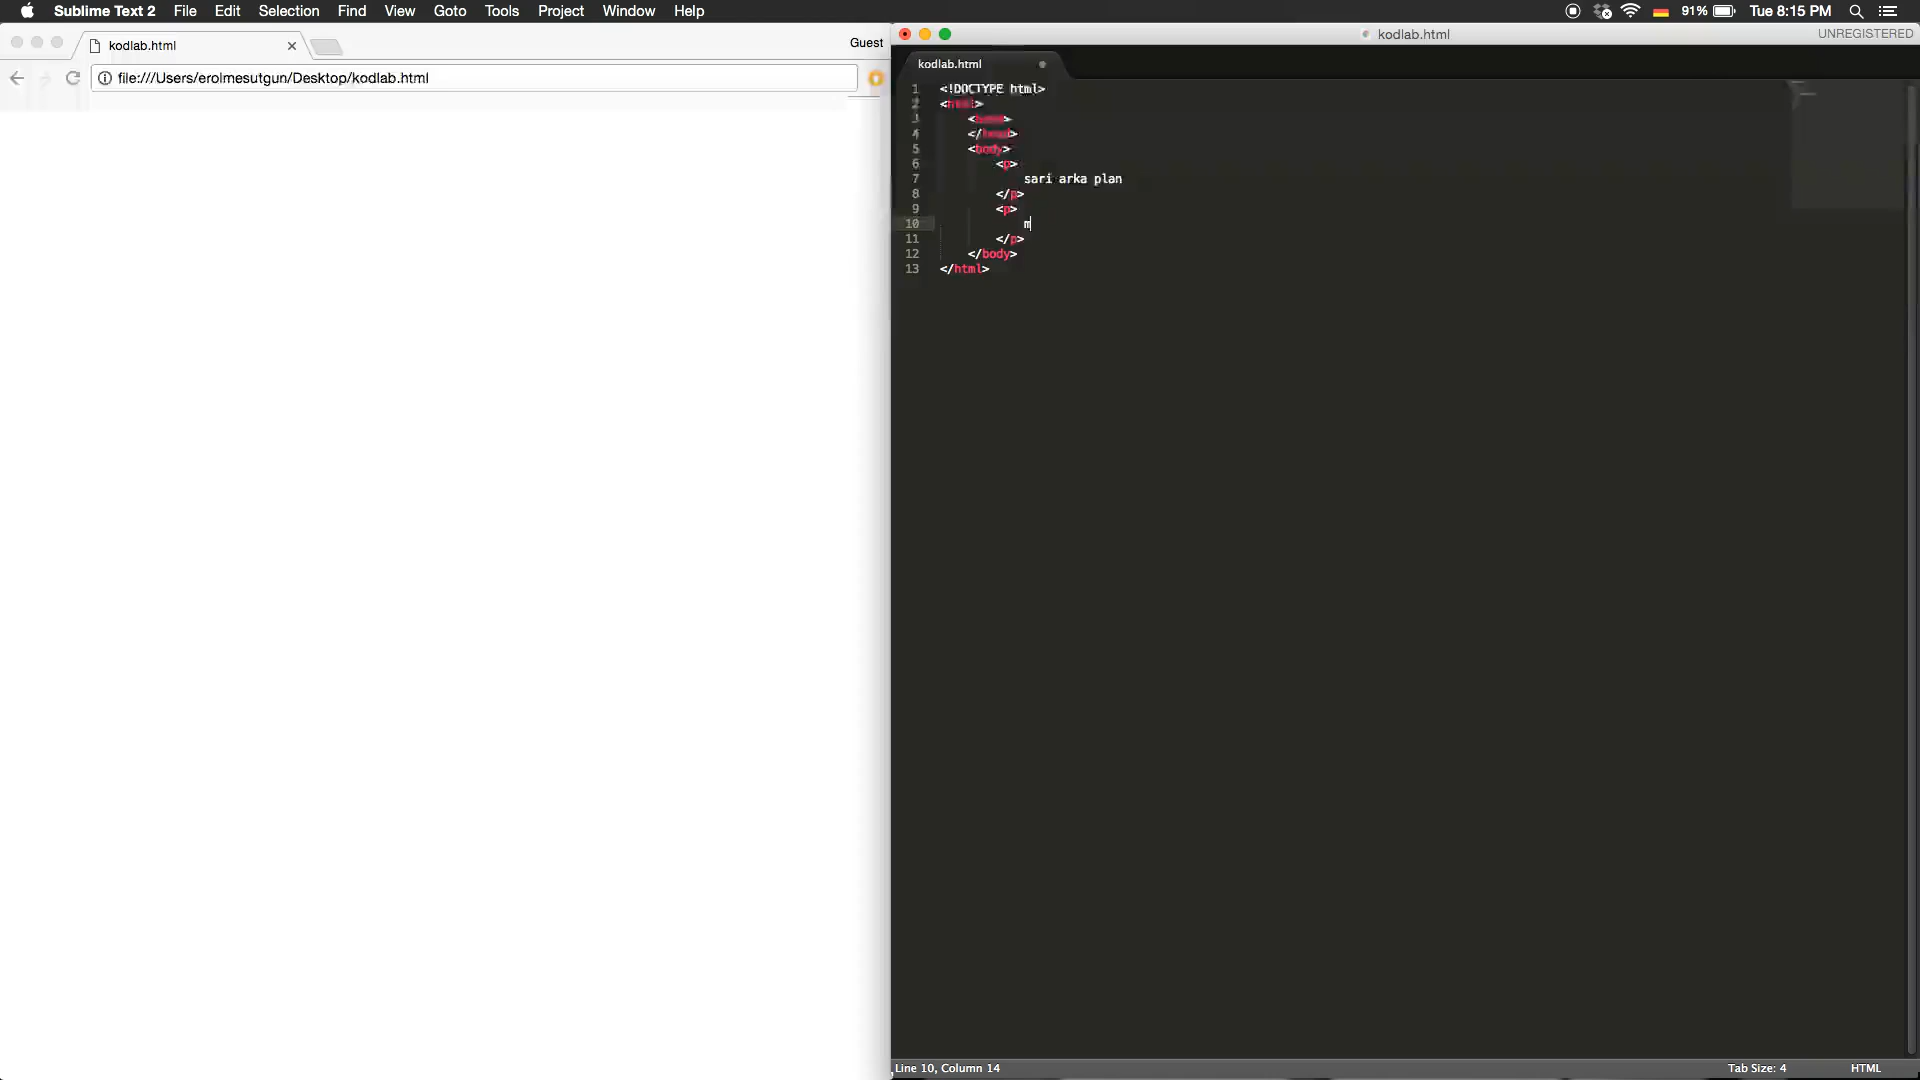 Sublime Text 2 File Edit Selection Find View Goto Tools Project Window Help 91% Tue 8:15 PM
kodlab.html Guest
file:///Users/erolmesutgun/Desktop/kodlab.html
kodlab.html UNREGISTERED
kodlab.html
1 <!DOCTYPE html>
2 <html>
3 <head>
4 </head>
5 <body>
6 <p>
7 sari arka plan
8 </p>
9 <p>
10 m
11 </p>
12 </body>
13 </html>
Line 10, Column 14 Tab Size: 4 HTML